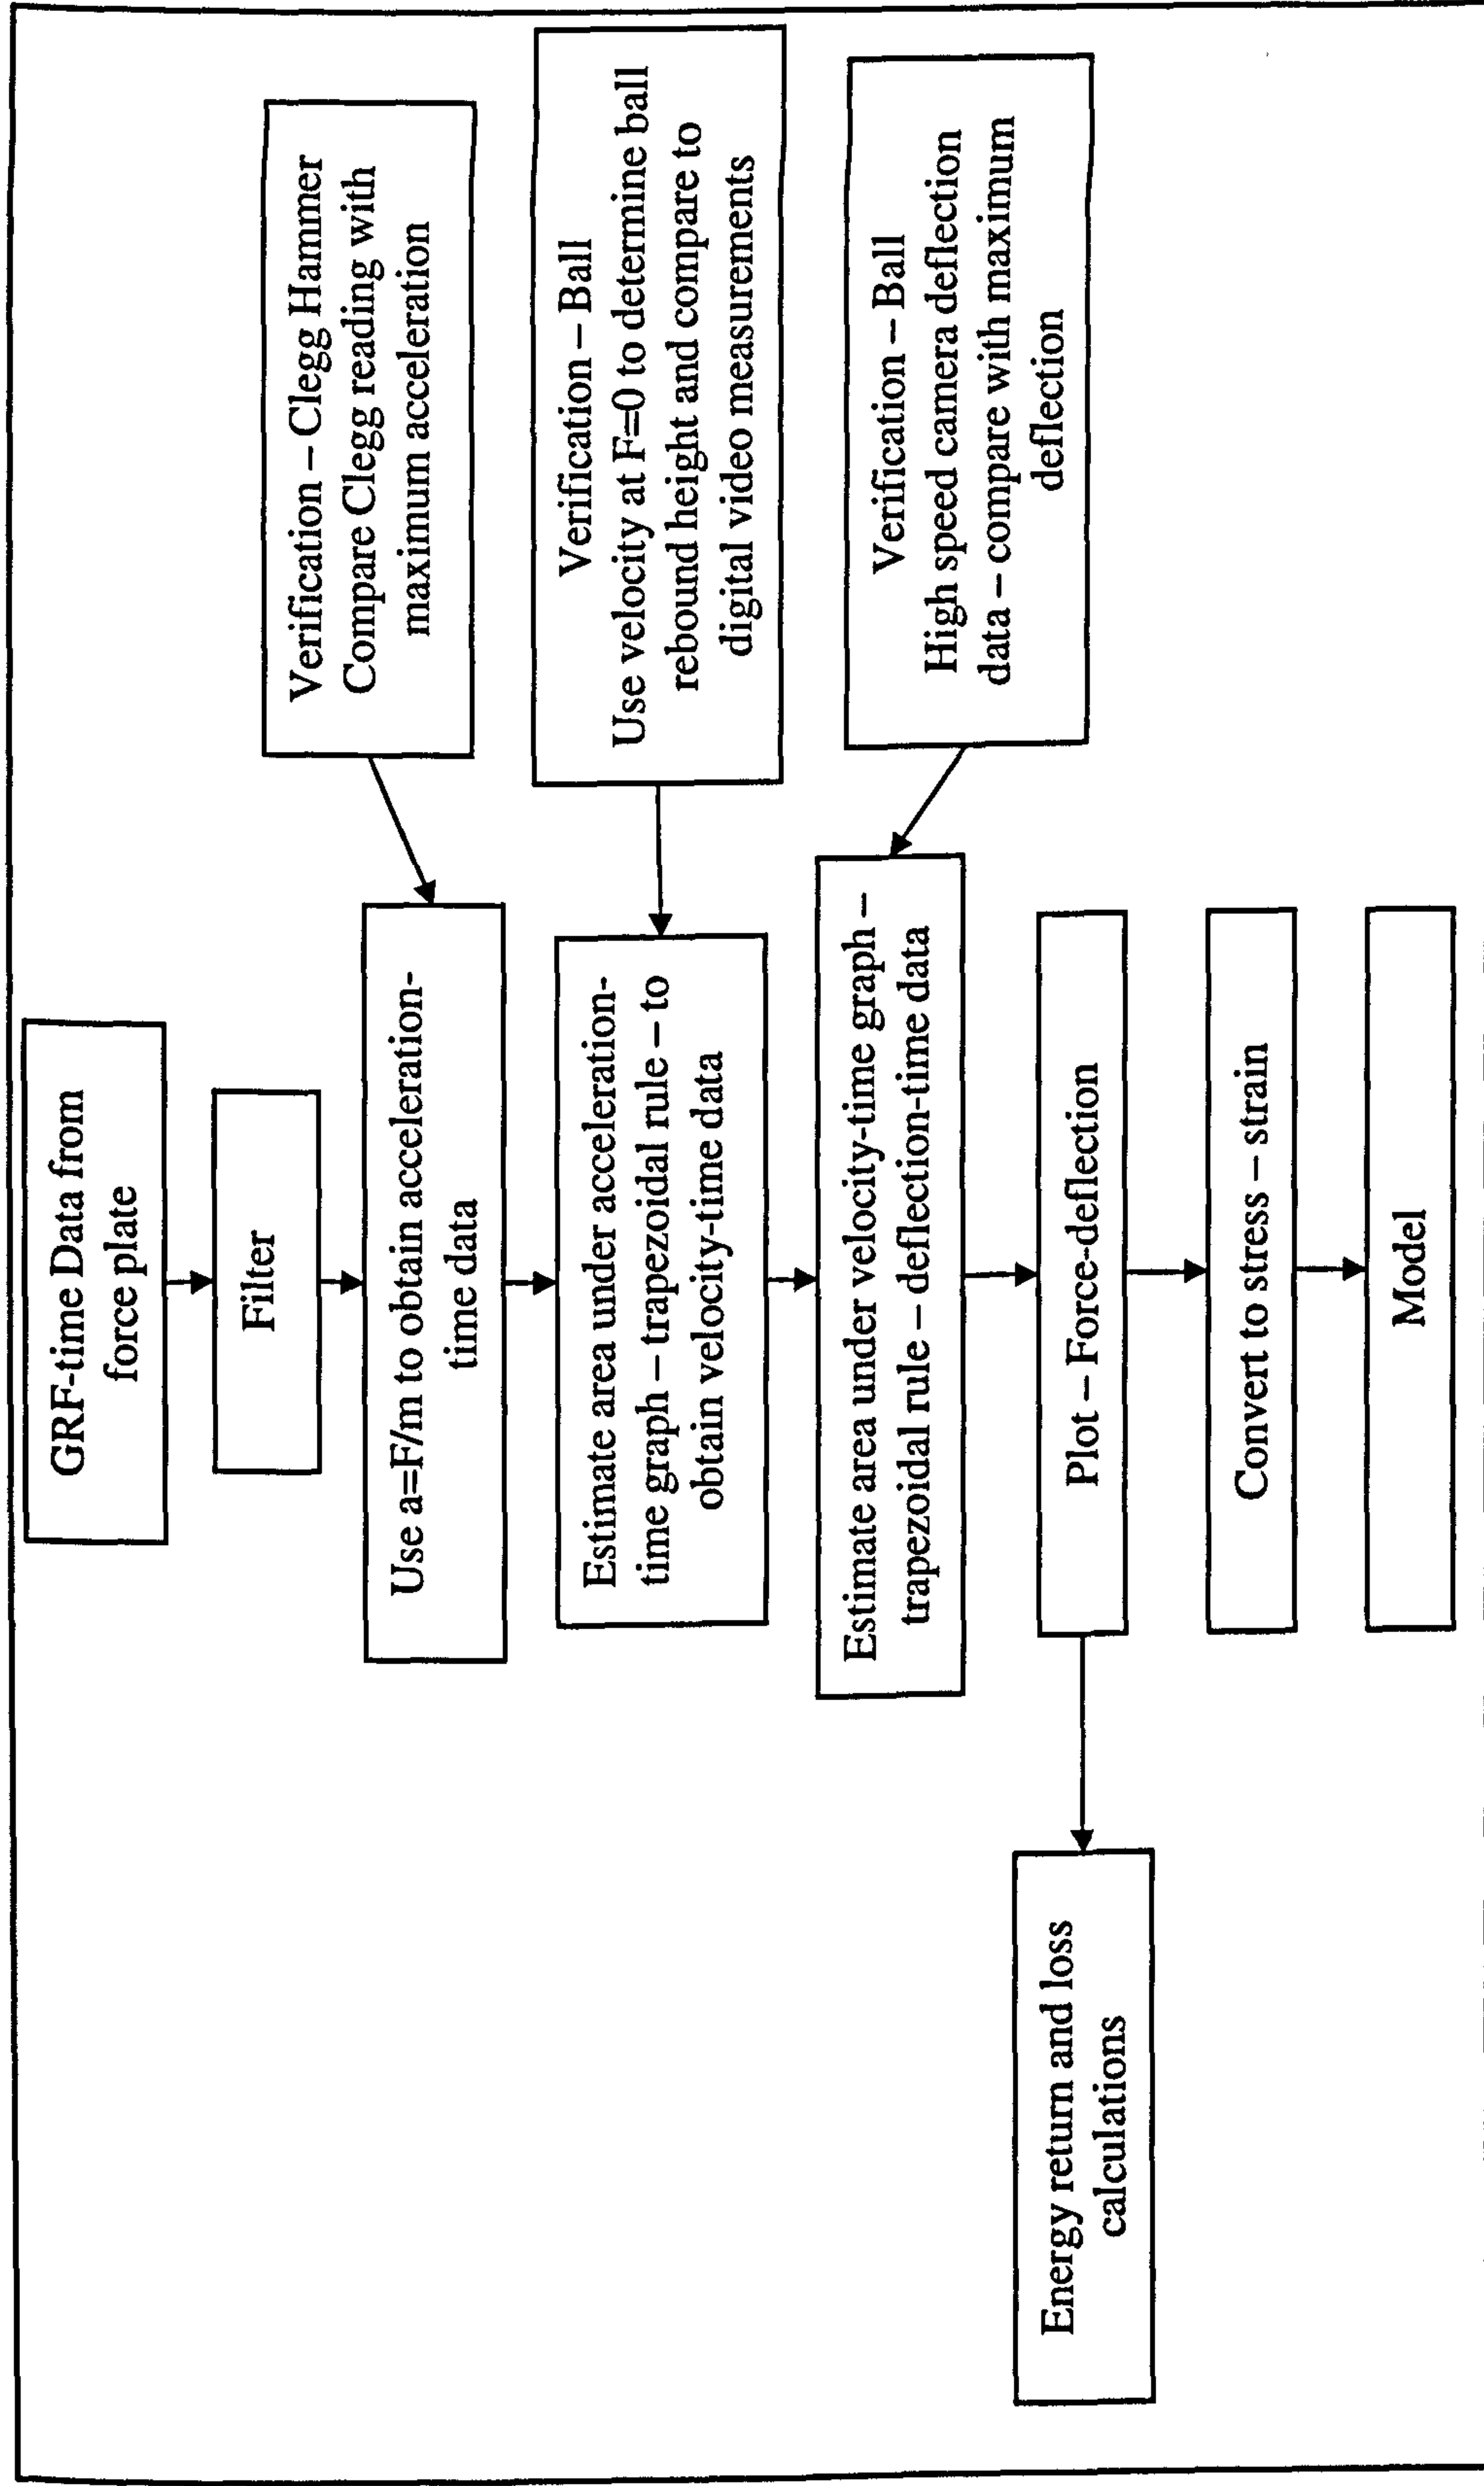 GRF-time Data from
force plate
Filter
Use a=F/m to obtain acceleration-
time data
Verification – Clegg Hammer
Compare Clegg reading with
maximum acceleration
Estimate area under acceleration-
time graph – trapezoidal rule – to
obtain velocity-time data
Verification – Ball
Use velocity at F=0 to determine ball
rebound height and compare to
digital video measurements
Estimate area under velocity-time graph –
trapezoidal rule – deflection-time data
Verification – Ball
High speed camera deflection
data – compare with maximum
deflection
Plot – Force-deflection
Energy return and loss
calculations
Convert to stress – strain
Model